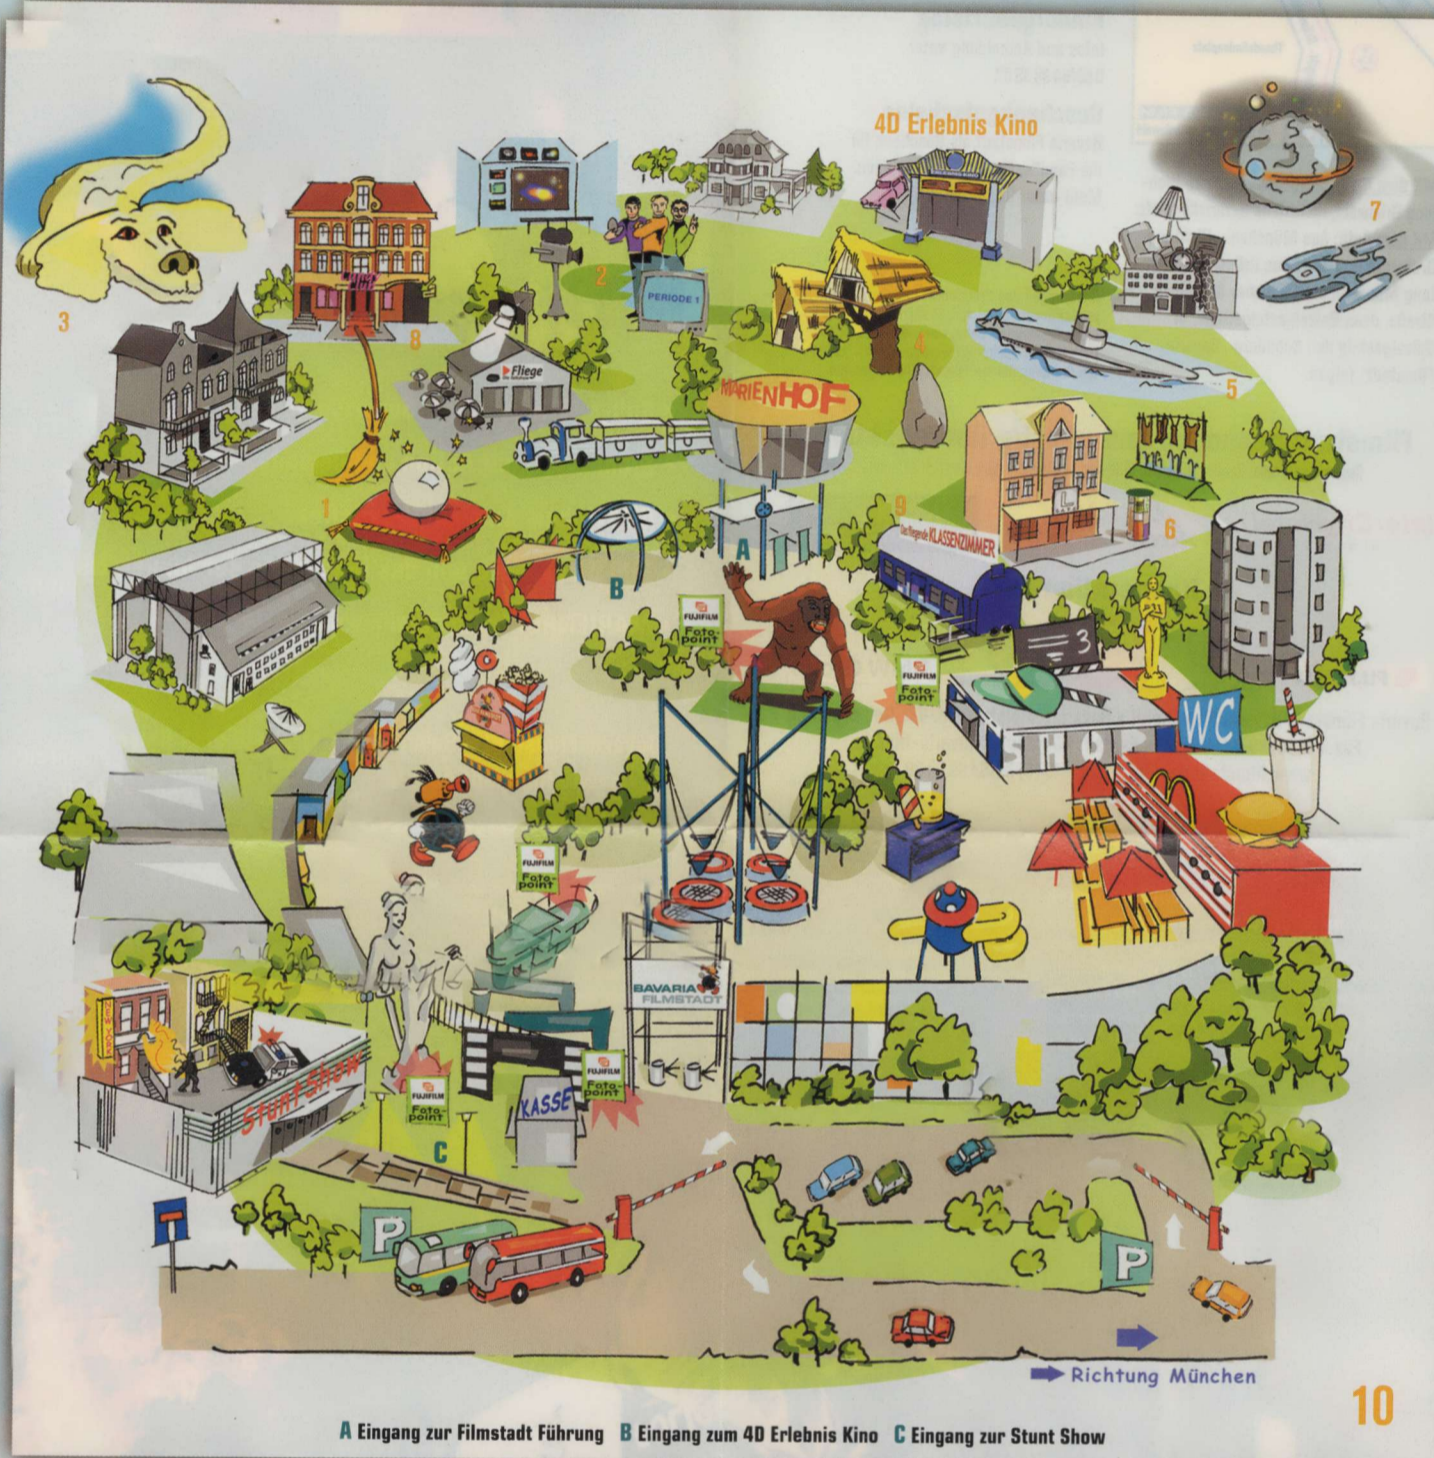 4D Erlebnis Kino
7
3
2
PERIODE 1
8
Fliege
4
5
MARIENHOF
1
9
6
Das fliegende KLASSENZIMMER
A
B
FUJIFILM
Foto-
point
3
FUJIFILM
Foto-
point
SHOP
WC
FUJIFILM
Foto-
point
BAVARIA
FILMSTADT
NEW YORK
Stunt Show
FUJIFILM
Foto-
point
FUJIFILM
Foto-
point
KASSE
C
P
P
Richtung München
10
A Eingang zur Filmstadt Führung B Eingang zum 4D Erlebnis Kino C Eingang zur Stunt Show